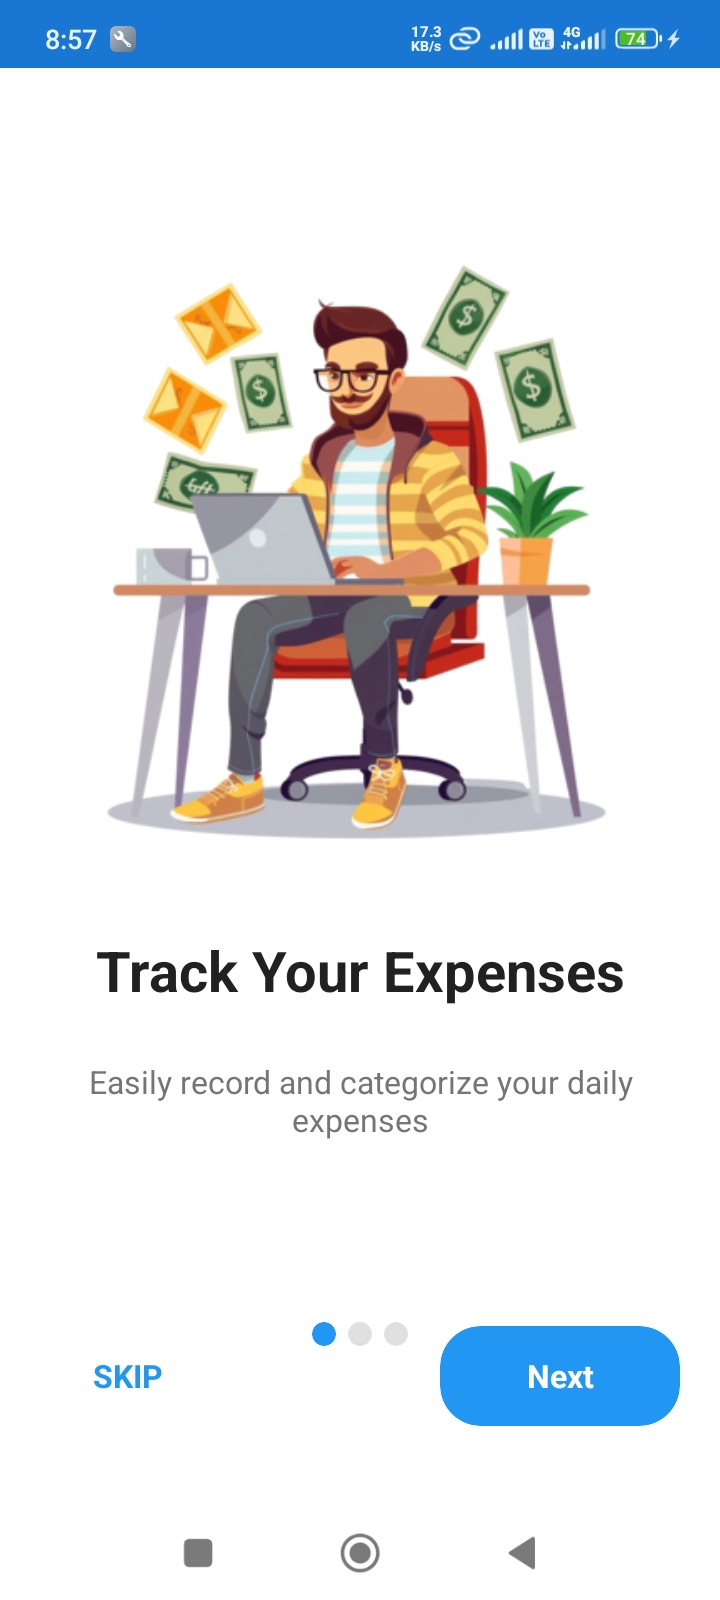 8:57
17.3
KB/s
Vo
LTE
4G
74
$
$
$
Track Your Expenses
Easily record and categorize your daily
expenses
SKIP
Next